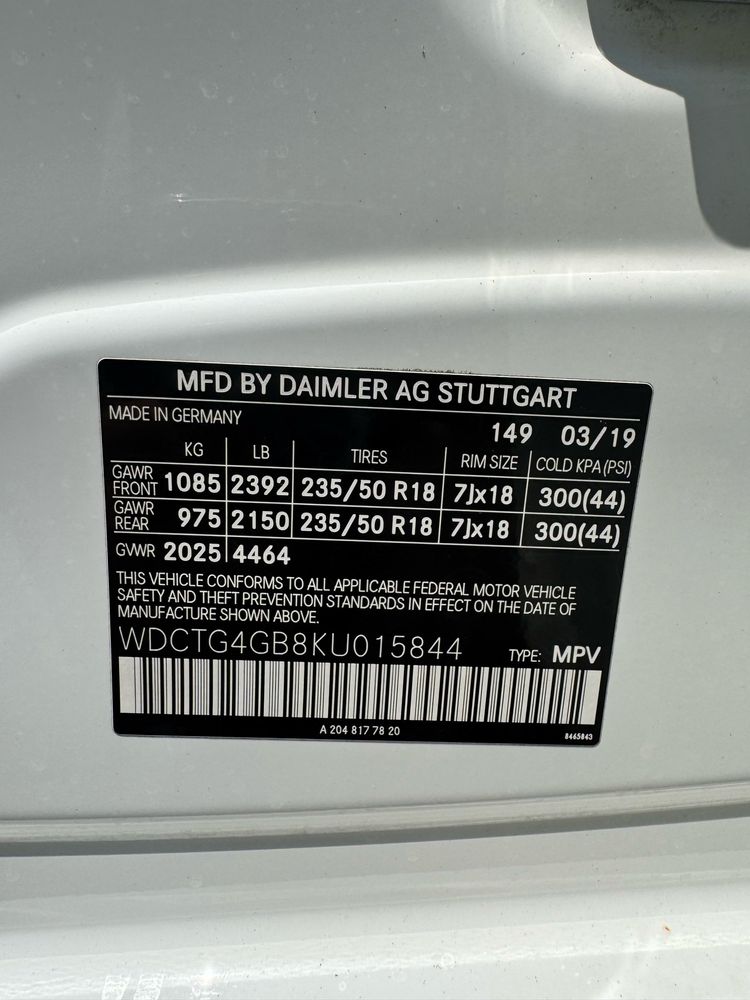 MFD BY DAIMLER AG STUTTGART
MADE IN GERMANY
149 03/19
KG LB TIRES RIM SIZE COLD KPA (PSI)
GAWR FRONT 1085 2392 235/50 R18 7Jx18 300(44)
GAWR REAR 975 2150 235/50 R18 7Jx18 300(44)
GVWR 2025 4464
THIS VEHICLE CONFORMS TO ALL APPLICABLE FEDERAL MOTOR VEHICLE
SAFETY AND THEFT PREVENTION STANDARDS IN EFFECT ON THE DATE OF
MANUFACTURE SHOWN ABOVE.
WDCTG4GB8KU015844 TYPE: MPV
A 204 817 78 20 8465843